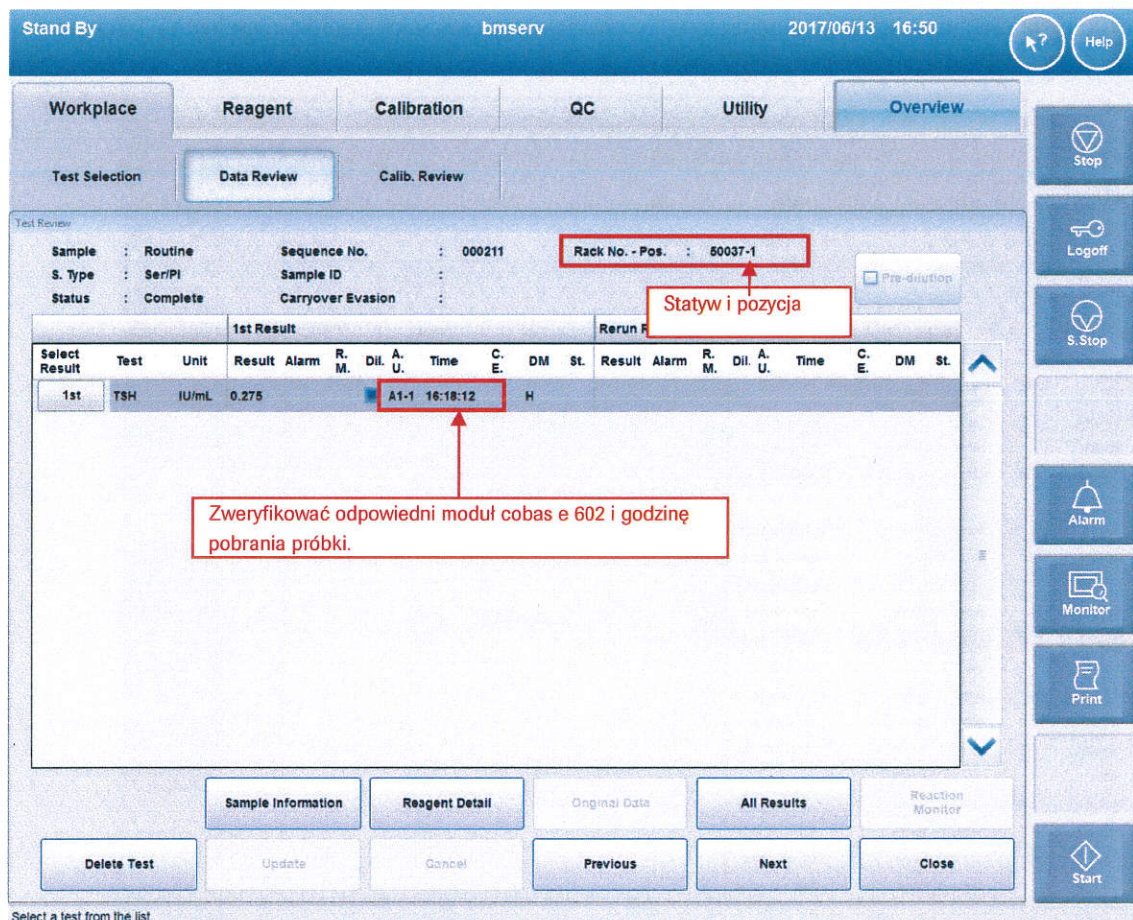 Stand By bmserv 2017/06/13 16:50
Help
Workplace Reagent Calibration QC Utility Overview
Test Selection Data Review Calib. Review
Test Review
Sample : Routine Sequence No. : 000211 Rack No. - Pos. : 50037-1
S. Type : Ser/Pl Sample ID :
Status : Complete Carryover Evasion :
Pre-dilution
Statyw i pozycja
1st Result Rerun R
Select Result Test Unit Result Alarm R. M. Dil. A. U. Time C. E. DM St. Result Alarm R. M. Dil. A. U. Time C. E. DM St.
1st TSH IU/mL 0.275 A1-1 16:18:12 H
Zweryfikować odpowiedni moduł cobas e 602 i godzinę
pobrania próbki.
Sample Information Reagent Detail Original Data All Results Reaction Monitor
Delete Test Update Cancel Previous Next Close
Select a test from the list.
Stop
Logoff
S.Stop
Alarm
Monitor
Print
Start